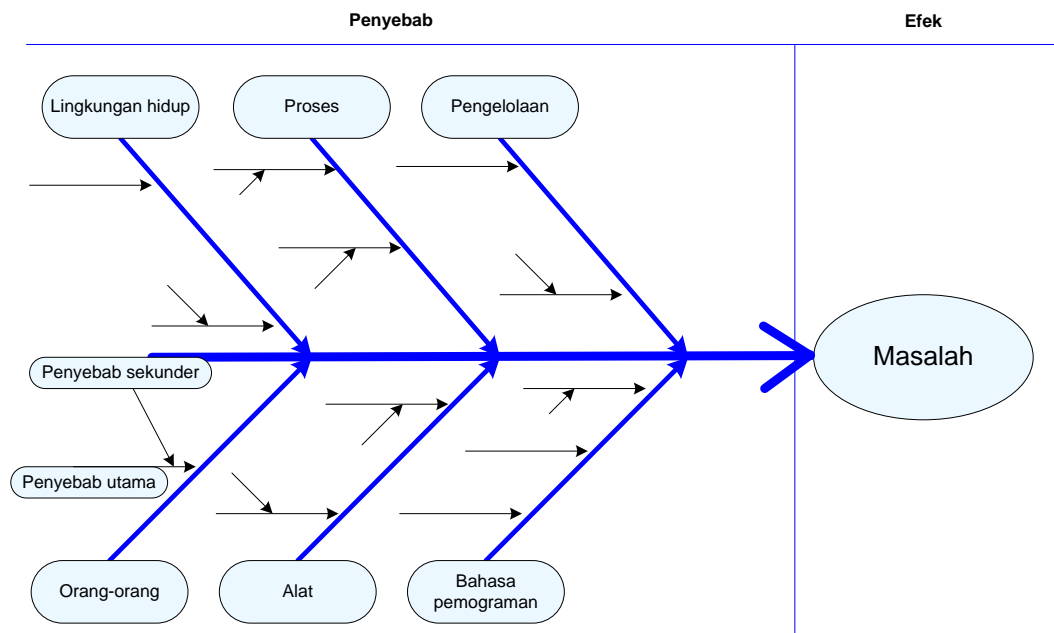 Penyebab
Efek
Lingkungan hidup
Proses
Pengelolaan
Masalah
Penyebab sekunder
Penyebab utama
Orang-orang
Alat
Bahasa
pemograman